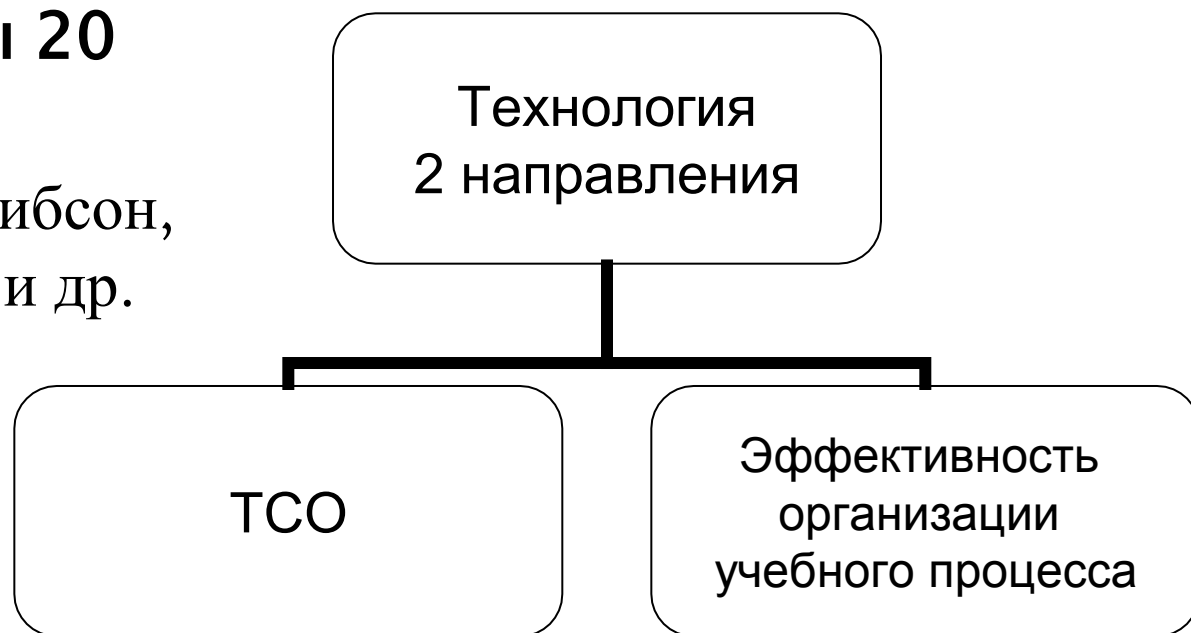 ы 20
Технология
2 направления
ибсон,
и др.
ТСО
Эффективность
организации
учебного процесса